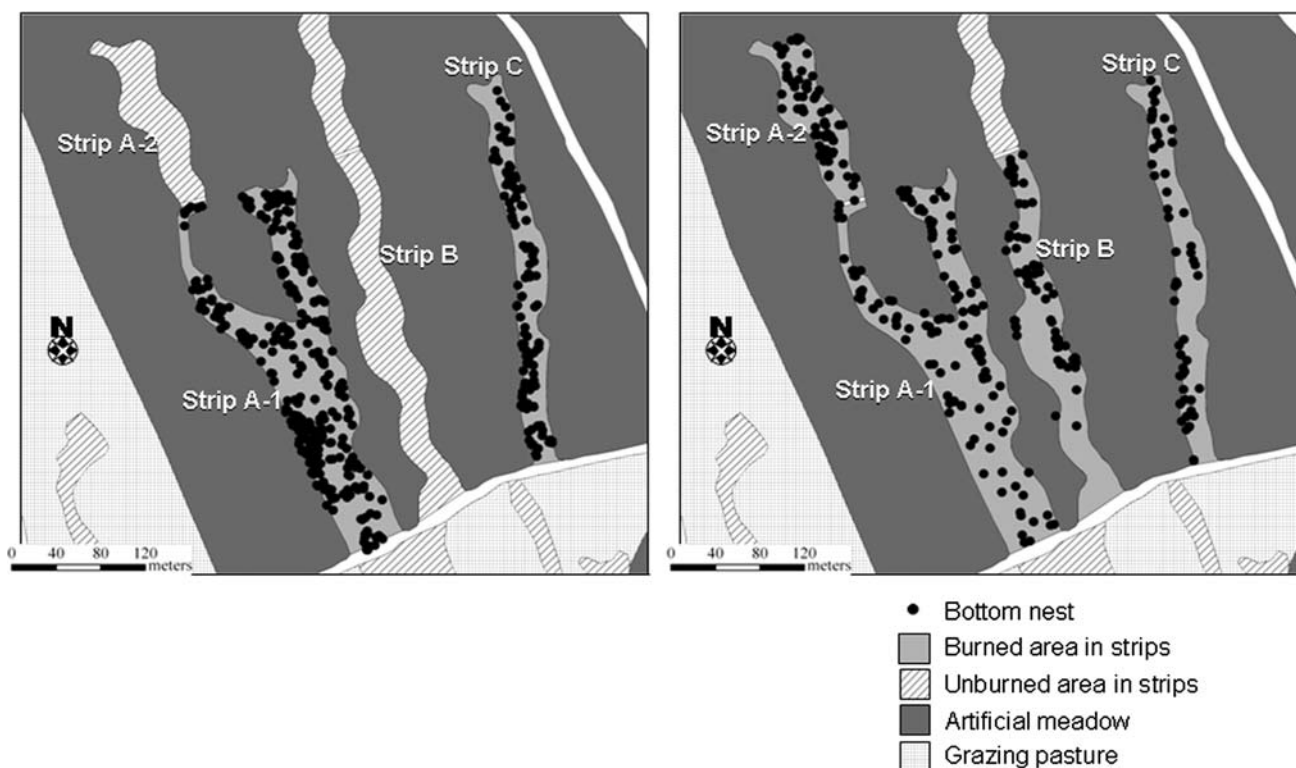 Strip C
Strip A-2
Strip B
N
Strip A-1
0 40 80 120
meters
Strip C
Strip A-2
Strip B
N
Strip A-1
0 40 80 120
meters
Bottom nest
Burned area in strips
Unburned area in strips
Artificial meadow
Grazing pasture